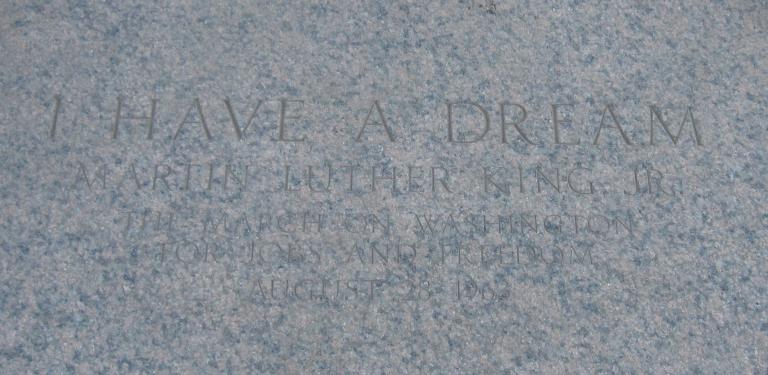 I HAVE A DREAM
MARTIN LUTHER KING JR.
THE MARCH ON WASHINGTON
FOR JOBS AND FREEDOM
AUGUST 28 1963